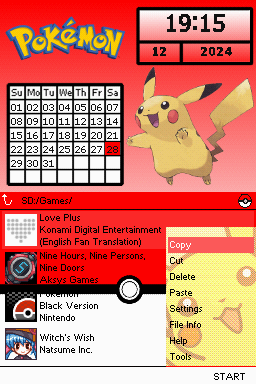 Pokémon
19:15
12 2024
Su Mo Tu We Th Fr Sa
01 02 03 04 05 06 07
08 09 10 11 12 13 14
15 16 17 18 19 20 21
22 23 24 25 26 27 28
29 30 31
SD:/Games/
Love Plus
Konami Digital Entertainment
(English Fan Translation)
Nine Hours, Nine Persons,
Nine Doors
Aksys Games
Pokémon
Black Version
Nintendo
Witch's Wish
Natsume Inc.
Copy
Cut
Delete
Paste
Settings
File Info
Help
Tools
START